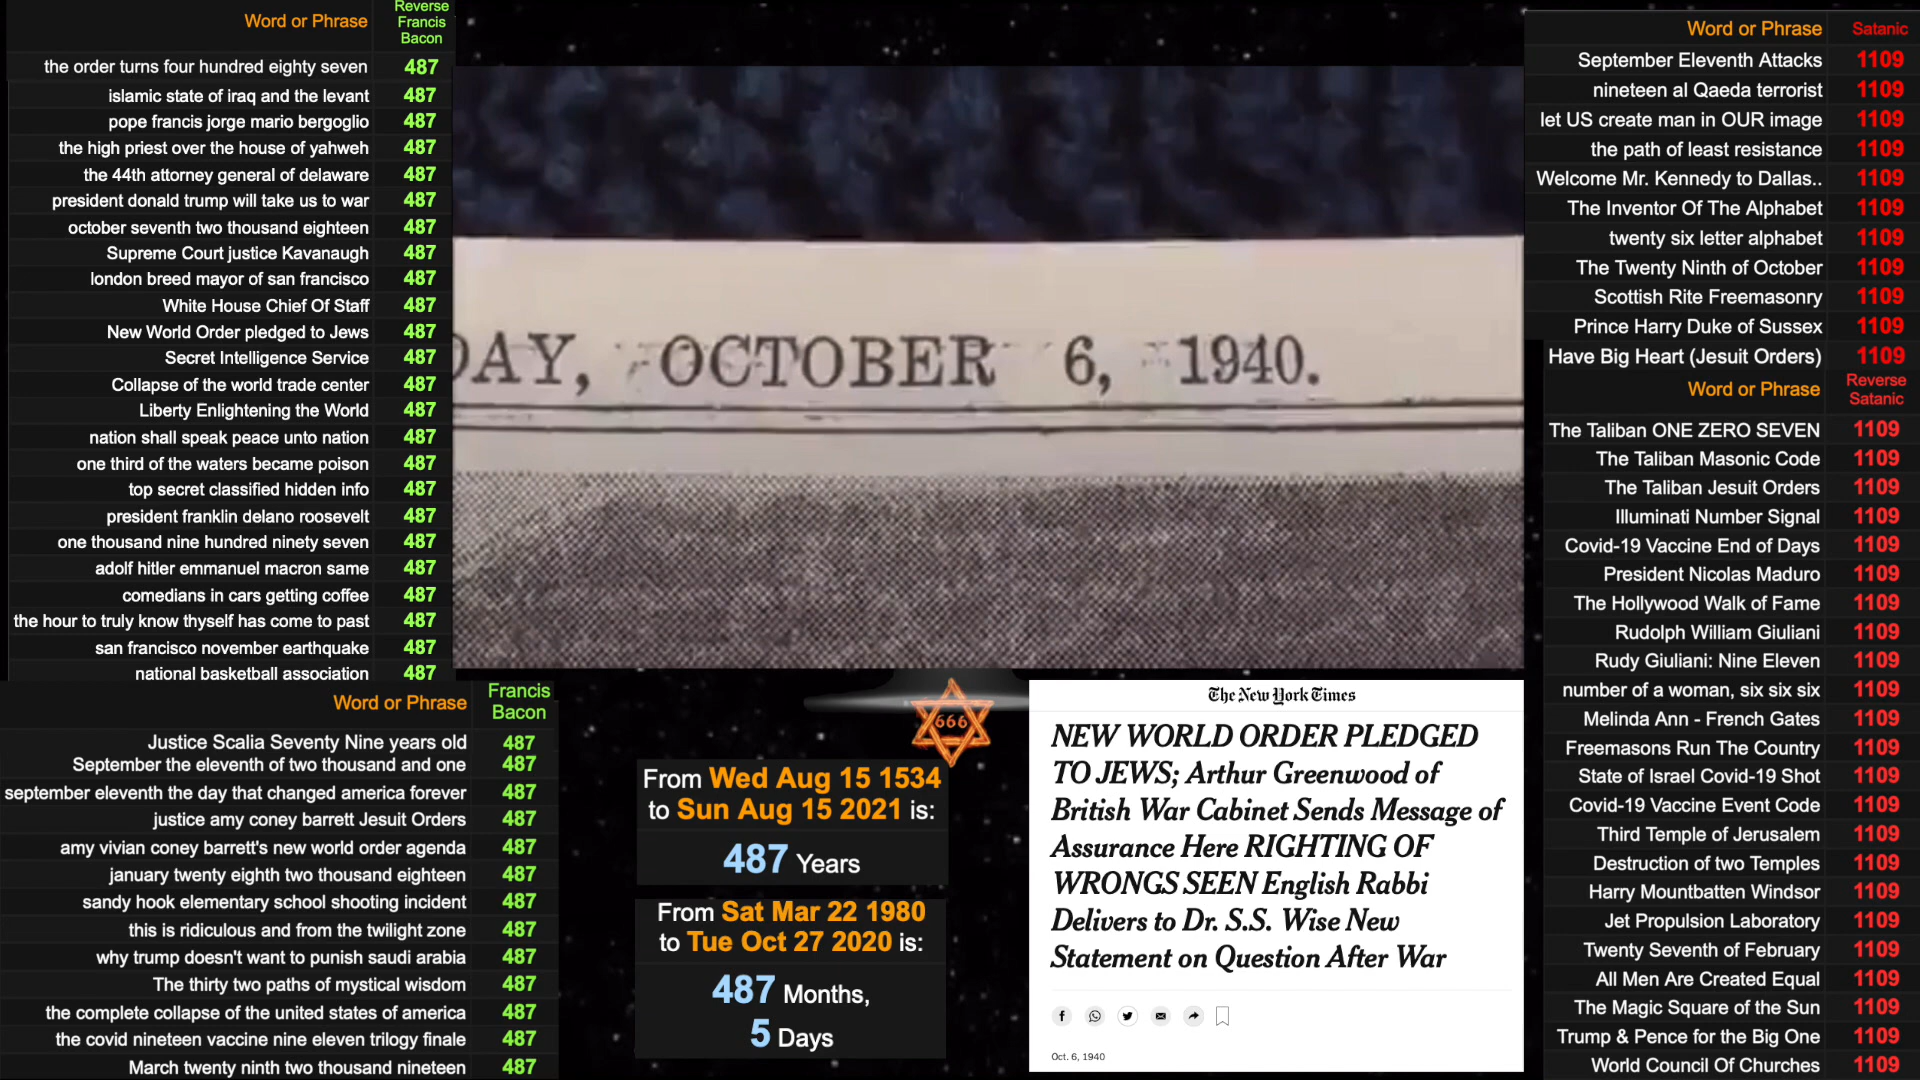 Word or Phrase Reverse Francis Bacon
the order turns four hundred eighty seven 487
islamic state of iraq and the levant 487
pope francis jorge mario bergoglio 487
the high priest over the house of yahweh 487
the 44th attorney general of delaware 487
president donald trump will take us to war 487
october seventh two thousand eighteen 487
Supreme Court justice Kavanaugh 487
london breed mayor of san francisco 487
White House Chief Of Staff 487
New World Order pledged to Jews 487
Secret Intelligence Service 487
Collapse of the world trade center 487
Liberty Enlightening the World 487
nation shall speak peace unto nation 487
one third of the waters became poison 487
top secret classified hidden info 487
president franklin delano roosevelt 487
one thousand nine hundred ninety seven 487
adolf hitler emmanuel macron same 487
comedians in cars getting coffee 487
the hour to truly know thyself has come to past 487
san francisco november earthquake 487
national basketball association 487
Word or Phrase Francis Bacon
Justice Scalia Seventy Nine years old 487
September the eleventh of two thousand and one 487
september eleventh the day that changed america forever 487
justice amy coney barrett Jesuit Orders 487
amy vivian coney barrett's new world order agenda 487
january twenty eighth two thousand eighteen 487
sandy hook elementary school shooting incident 487
this is ridiculous and from the twilight zone 487
why trump doesn't want to punish saudi arabia 487
The thirty two paths of mystical wisdom 487
the complete collapse of the united states of america 487
the covid nineteen vaccine nine eleven trilogy finale 487
March twenty ninth two thousand nineteen 487
DAY, OCTOBER 6, 1940.
666
From Wed Aug 15 1534
to Sun Aug 15 2021 is:
487 Years
From Sat Mar 22 1980
to Tue Oct 27 2020 is:
487 Months,
5 Days
The New York Times
NEW WORLD ORDER PLEDGED
TO JEWS; Arthur Greenwood of
British War Cabinet Sends Message of
Assurance Here RIGHTING OF
WRONGS SEEN English Rabbi
Delivers to Dr. S.S. Wise New
Statement on Question After War
Oct. 6, 1940
Word or Phrase Satanic
September Eleventh Attacks 1109
nineteen al Qaeda terrorist 1109
let US create man in OUR image 1109
the path of least resistance 1109
Welcome Mr. Kennedy to Dallas.. 1109
The Inventor Of The Alphabet 1109
twenty six letter alphabet 1109
The Twenty Ninth of October 1109
Scottish Rite Freemasonry 1109
Prince Harry Duke of Sussex 1109
Have Big Heart (Jesuit Orders) 1109
Word or Phrase Reverse Satanic
The Taliban ONE ZERO SEVEN 1109
The Taliban Masonic Code 1109
The Taliban Jesuit Orders 1109
Illuminati Number Signal 1109
Covid-19 Vaccine End of Days 1109
President Nicolas Maduro 1109
The Hollywood Walk of Fame 1109
Rudolph William Giuliani 1109
Rudy Giuliani: Nine Eleven 1109
number of a woman, six six six 1109
Melinda Ann - French Gates 1109
Freemasons Run The Country 1109
State of Israel Covid-19 Shot 1109
Covid-19 Vaccine Event Code 1109
Third Temple of Jerusalem 1109
Destruction of two Temples 1109
Harry Mountbatten Windsor 1109
Jet Propulsion Laboratory 1109
Twenty Seventh of February 1109
All Men Are Created Equal 1109
The Magic Square of the Sun 1109
Trump & Pence for the Big One 1109
World Council Of Churches 1109